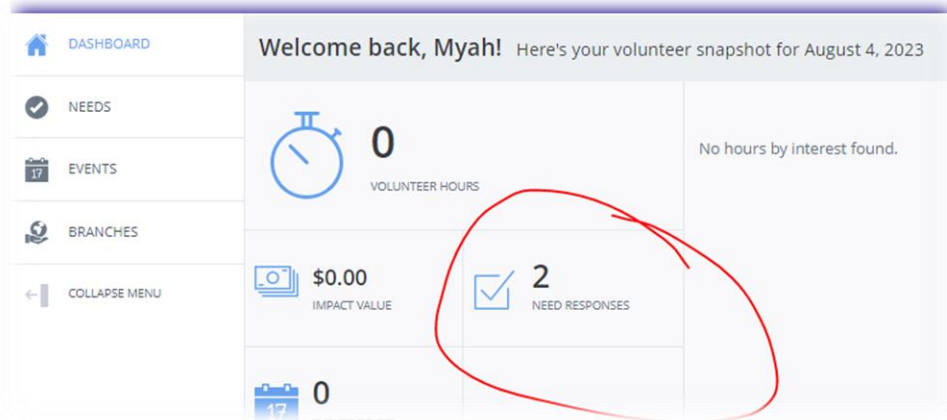 DASHBOARD
NEEDS
17
EVENTS
BRANCHES
COLLAPSE MENU
Welcome back, Myah! Here's your volunteer snapshot for August 4, 2023
0
VOLUNTEER HOURS
No hours by interest found.
$0.00
IMPACT VALUE
2
NEED RESPONSES
17
0